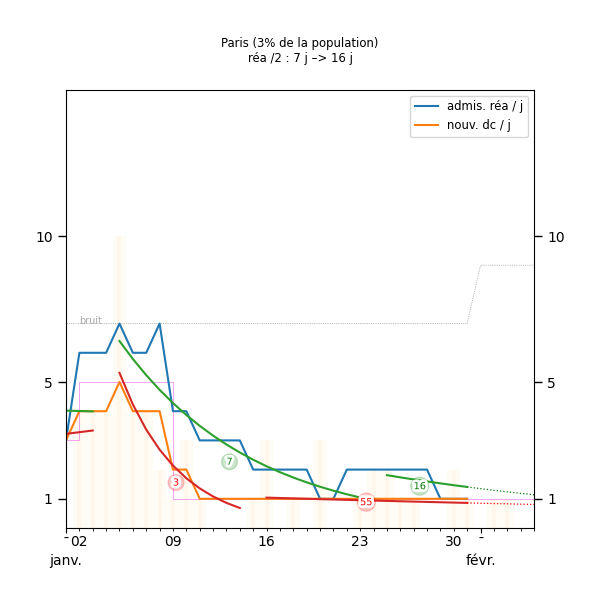 Paris (3% de la population)
réa /2 : 7 j −> 16 j
admis. réa / j
nouv. dc / j
10 10
bruit
5 5
7
3
16
55
1 1
02 09 16 23 30
janv. févr.